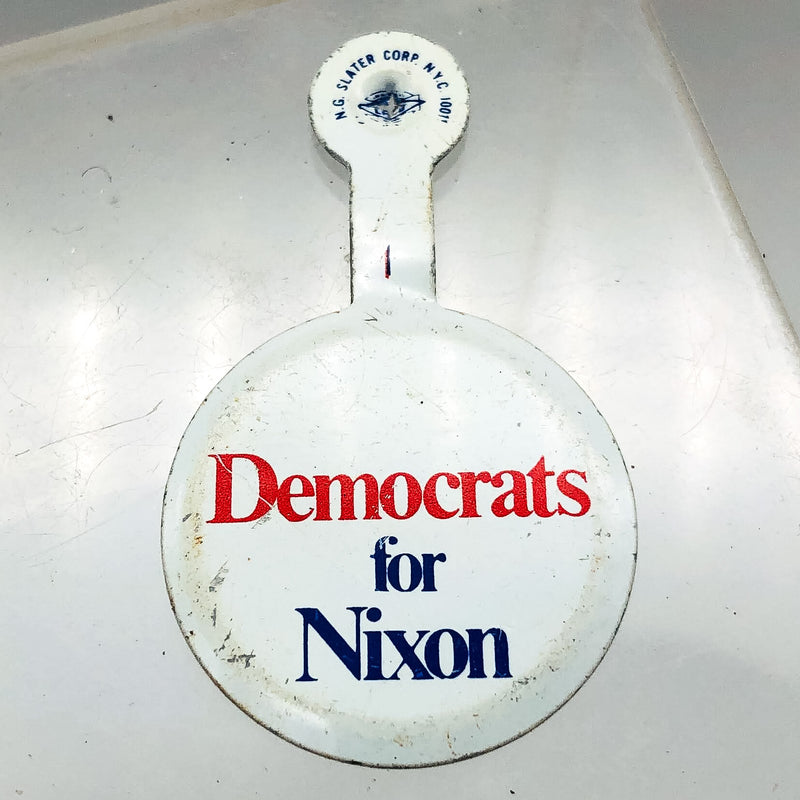 N.G. SLATER CORP. N.Y.C. 10011
Democrats
for
Nixon